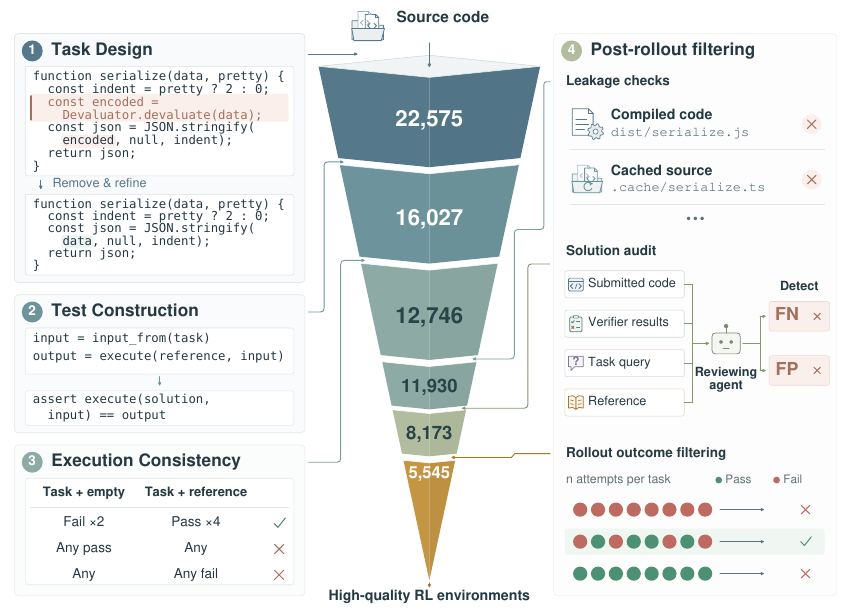 Source code
1 Task Design
function serialize(data, pretty) {
  const indent = pretty ? 2 : 0;
  const encoded =
    Devaluator.devaluate(data);
  const json = JSON.stringify(
    encoded, null, indent);
  return json;
}
↓ Remove & refine
function serialize(data, pretty) {
  const indent = pretty ? 2 : 0;
  const json = JSON.stringify(
    data, null, indent);
  return json;
}
2 Test Construction
input = input_from(task)
output = execute(reference, input)
↓
assert execute(solution,
  input) == output
3 Execution Consistency
Task + empty Task + reference
Fail ×2 Pass ×4 ✓
Any pass Any ×
Any Any fail ×
22,575
16,027
12,746
11,930
8,173
5,545
High-quality RL environments
4 Post-rollout filtering
Leakage checks
Compiled code
dist/serialize.js ×
Cached source
.cache/serialize.ts ×
•••
Solution audit
Submitted code
Verifier results
Task query
Reference
Reviewing
agent
Detect
FN ×
FP ×
Rollout outcome filtering
n attempts per task Pass Fail
×
✓
×